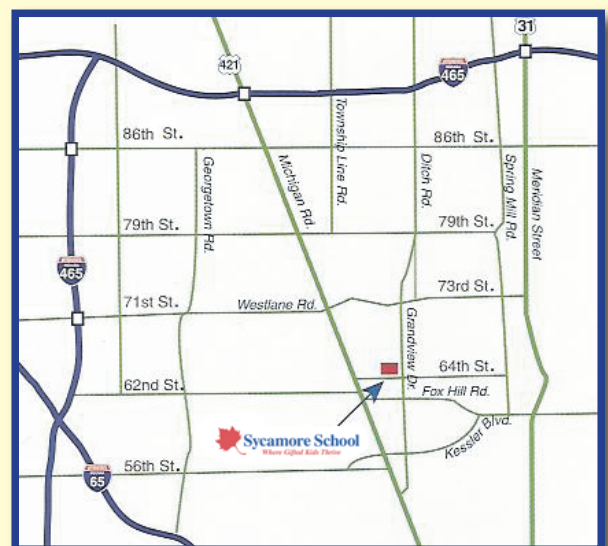 31
421
465
Township Line Rd.
86th St.
86th St.
Georgetown Rd.
Michigan Rd.
Ditch Rd.
Spring Mill Rd.
Meridian Street
79th St.
79th St.
465
71st St.
Westlane Rd.
73rd St.
Grandview Dr.
64th St.
62nd St.
Fox Hill Rd.
Sycamore School
Where Gifted Kids Thrive
Kessler Blvd.
56th St.
65